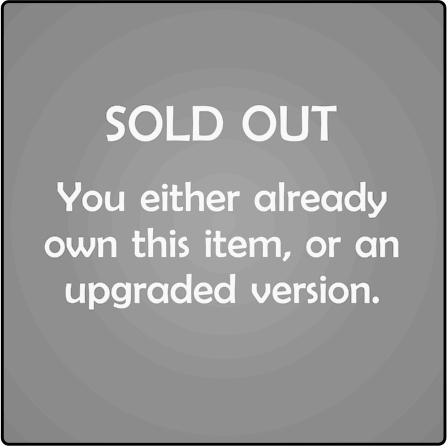 SOLD OUT
You either already
own this item, or an
upgraded version.